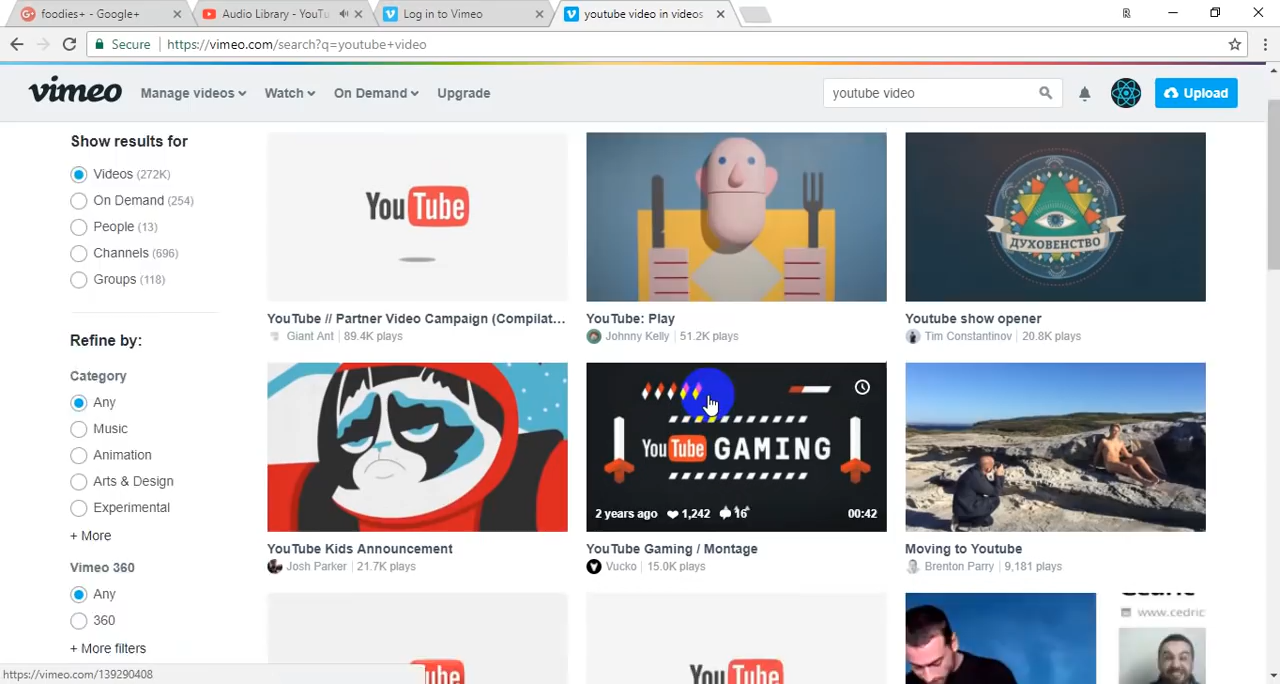 foodies+ - Google+
Audio Library - YouTu
Log in to Vimeo
youtube video in videos
Secure
https://vimeo.com/search?q=youtube+video
vimeo
Manage videos
Watch
On Demand
Upgrade
youtube video
Upload
Show results for
Videos (272K)
On Demand (254)
People (13)
Channels (696)
Groups (118)
Refine by:
Category
Any
Music
Animation
Arts & Design
Experimental
+ More
Vimeo 360
Any
360
+ More filters
YouTube
YouTube // Partner Video Campaign (Compilat...
Giant Ant | 89.4K plays
YouTube: Play
Johnny Kelly | 51.2K plays
ДУХОВЕНСТВО
Youtube show opener
Tim Constantinov | 20.8K plays
YouTube Kids Announcement
Josh Parker | 21.7K plays
YouTube GAMING
2 years ago 1,242 16 00:42
YouTube Gaming / Montage
Vucko | 15.0K plays
Moving to Youtube
Brenton Parry | 9,181 plays
YouTube
Cedric
www.cedric
https://vimeo.com/139290408